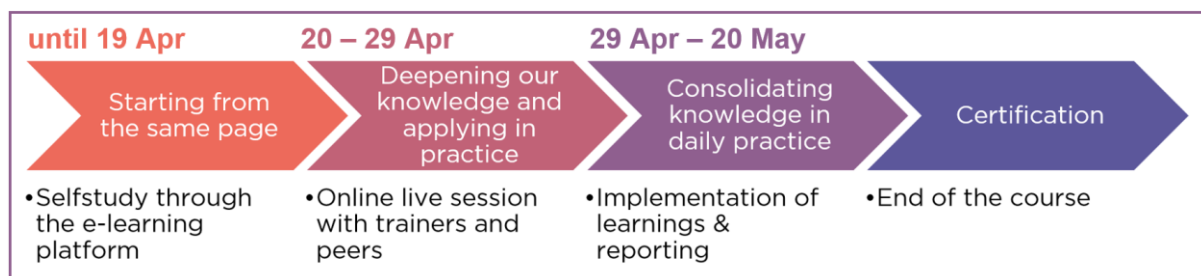 until 19 Apr
20 – 29 Apr
29 Apr – 20 May
Starting from
the same page
Deepening our
knowledge and
applying in
practice
Consolidating
knowledge in
daily practice
Certification
•Selfstudy through
the e-learning
platform
•Online live session
with trainers and
peers
•Implementation of
learnings &
reporting
•End of the course